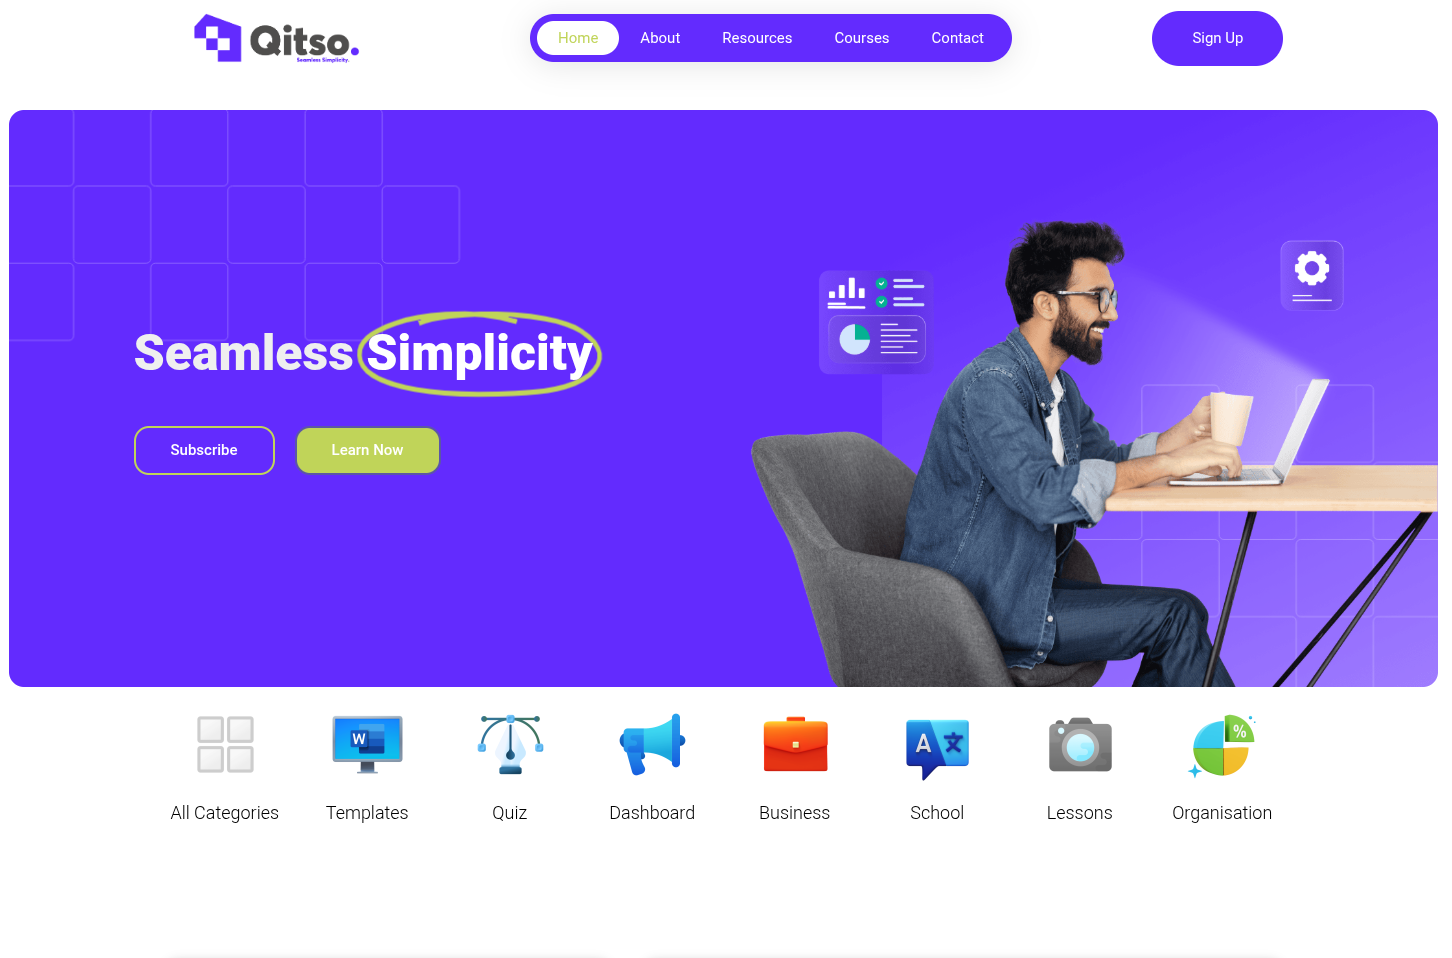 Qitso.
Seamless Simplicity.
Home About Resources Courses Contact
Sign Up
Seamless Simplicity
Subscribe Learn Now
W
A
%
All Categories Templates Quiz Dashboard Business School Lessons Organisation